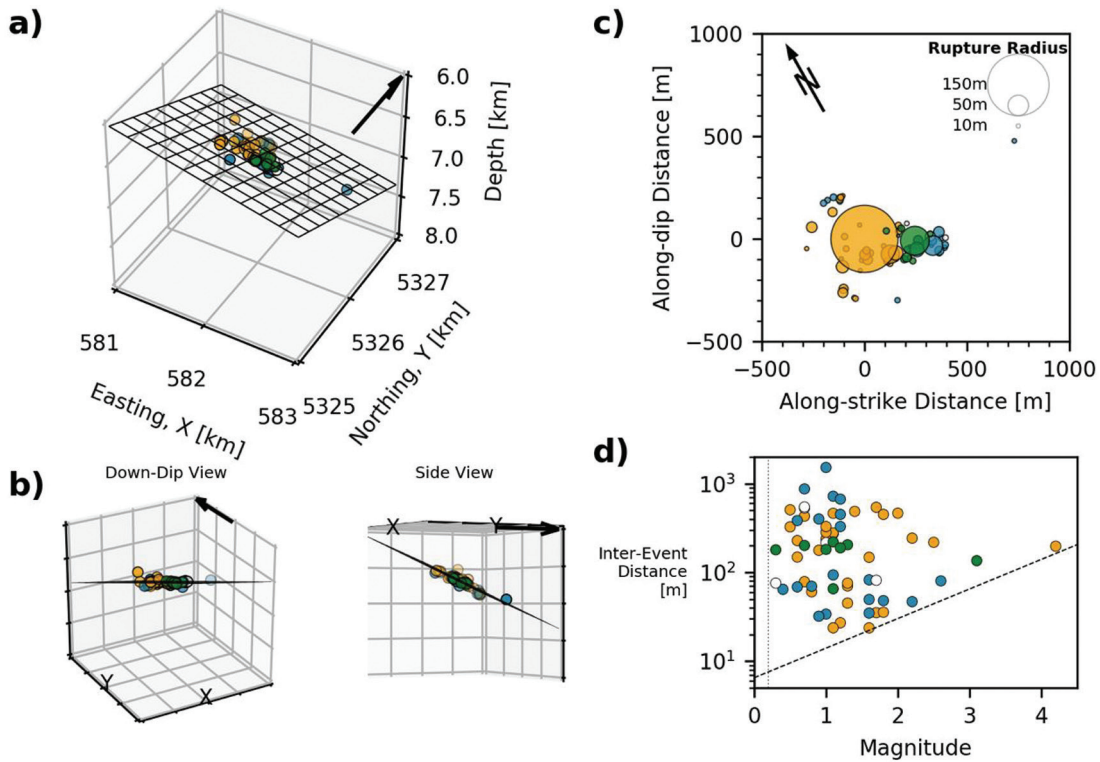 a)
6.0
6.5
7.0
7.5
8.0
Depth [km]
5327
5326
5325
Northing, Y [km]
581
582
583
Easting, X [km]
b)
Down-Dip View
Y
X
Side View
X
Y
c)
1000
500
0
−500
Along-dip Distance [m]
Rupture Radius
150m
50m
10m
−500
0
500
1000
Along-strike Distance [m]
d)
10³
10²
10¹
Inter-Event
Distance
[m]
0
1
2
3
4
Magnitude